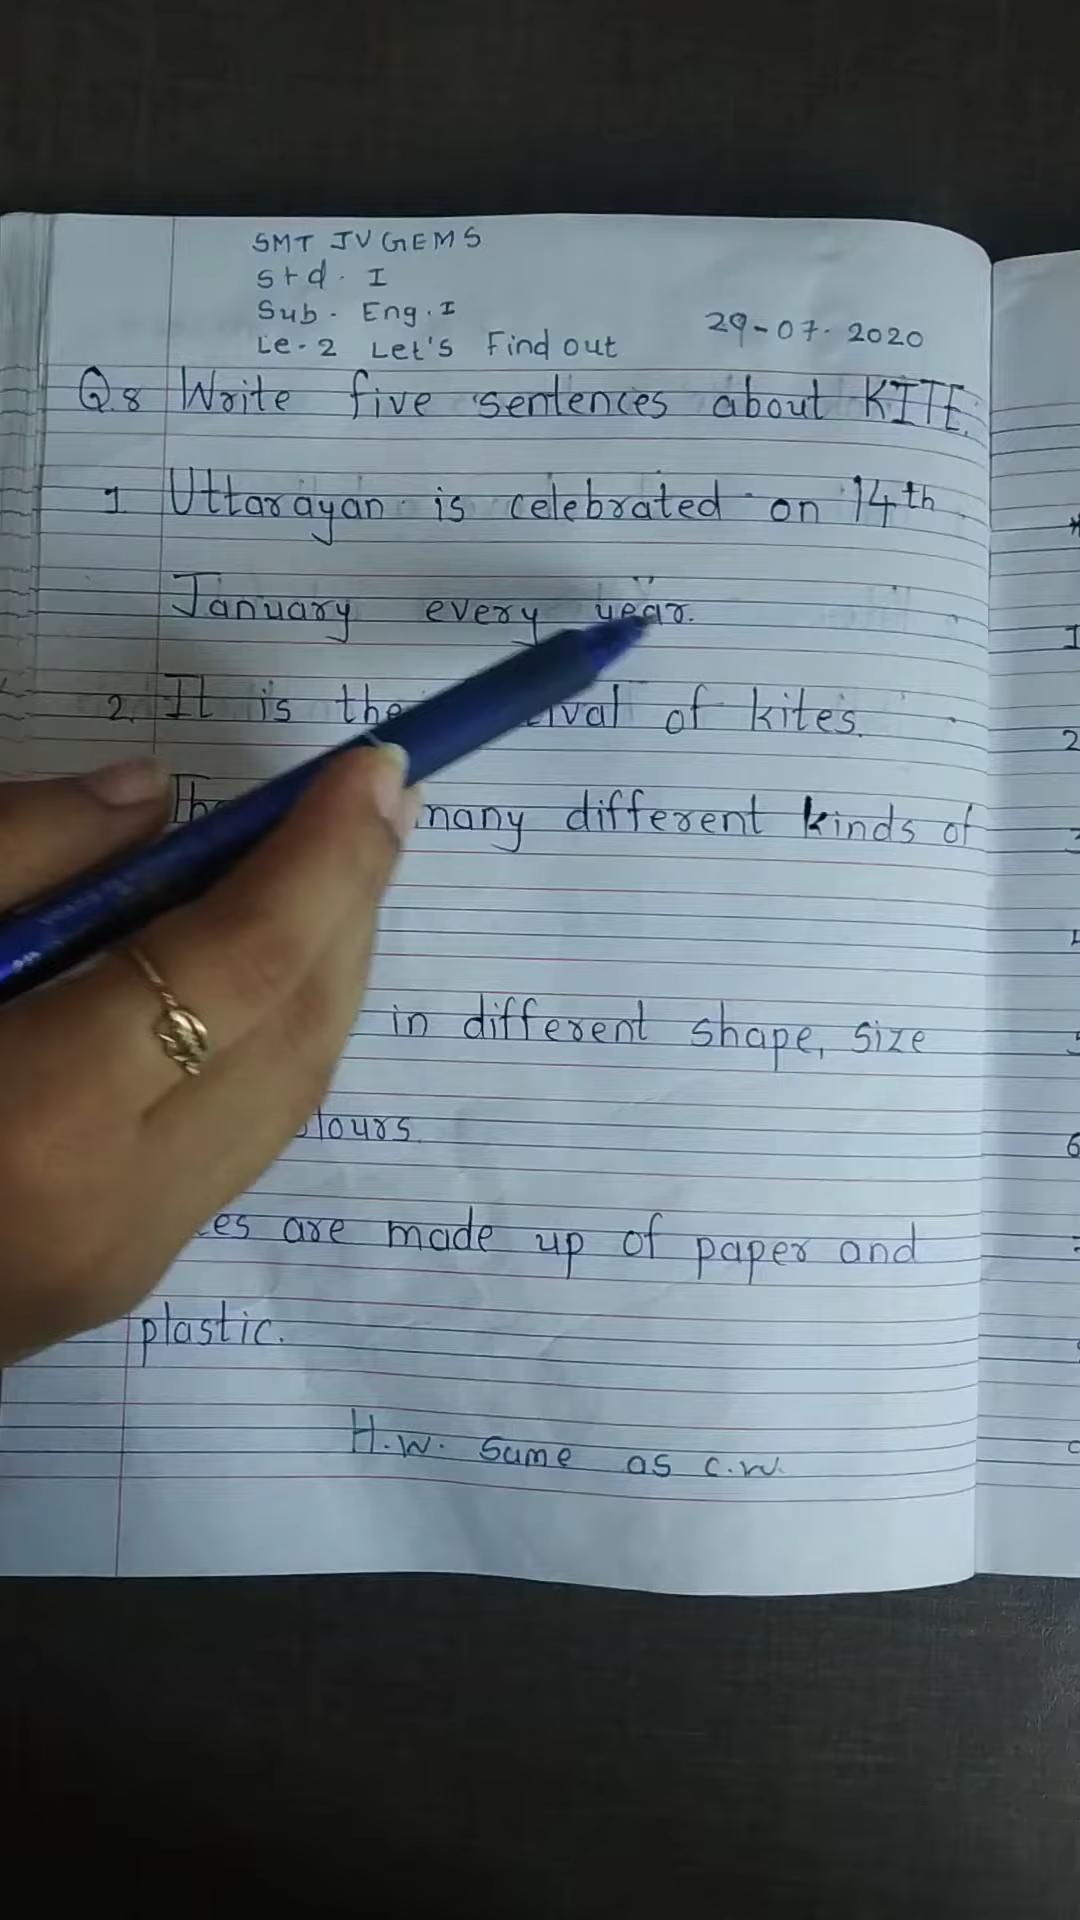 SMT JV GEMS
Std. I
Sub. Eng. I
29-07-2020
Le-2 Let's Find out
Q.8 Write five sentences about KITE.
1 Uttarayan is celebrated on 14th
January every year.
2. It is the of kites.
many different kinds of
in different shape, size
are made up of paper and
plastic.
H.W. Same as C.W.